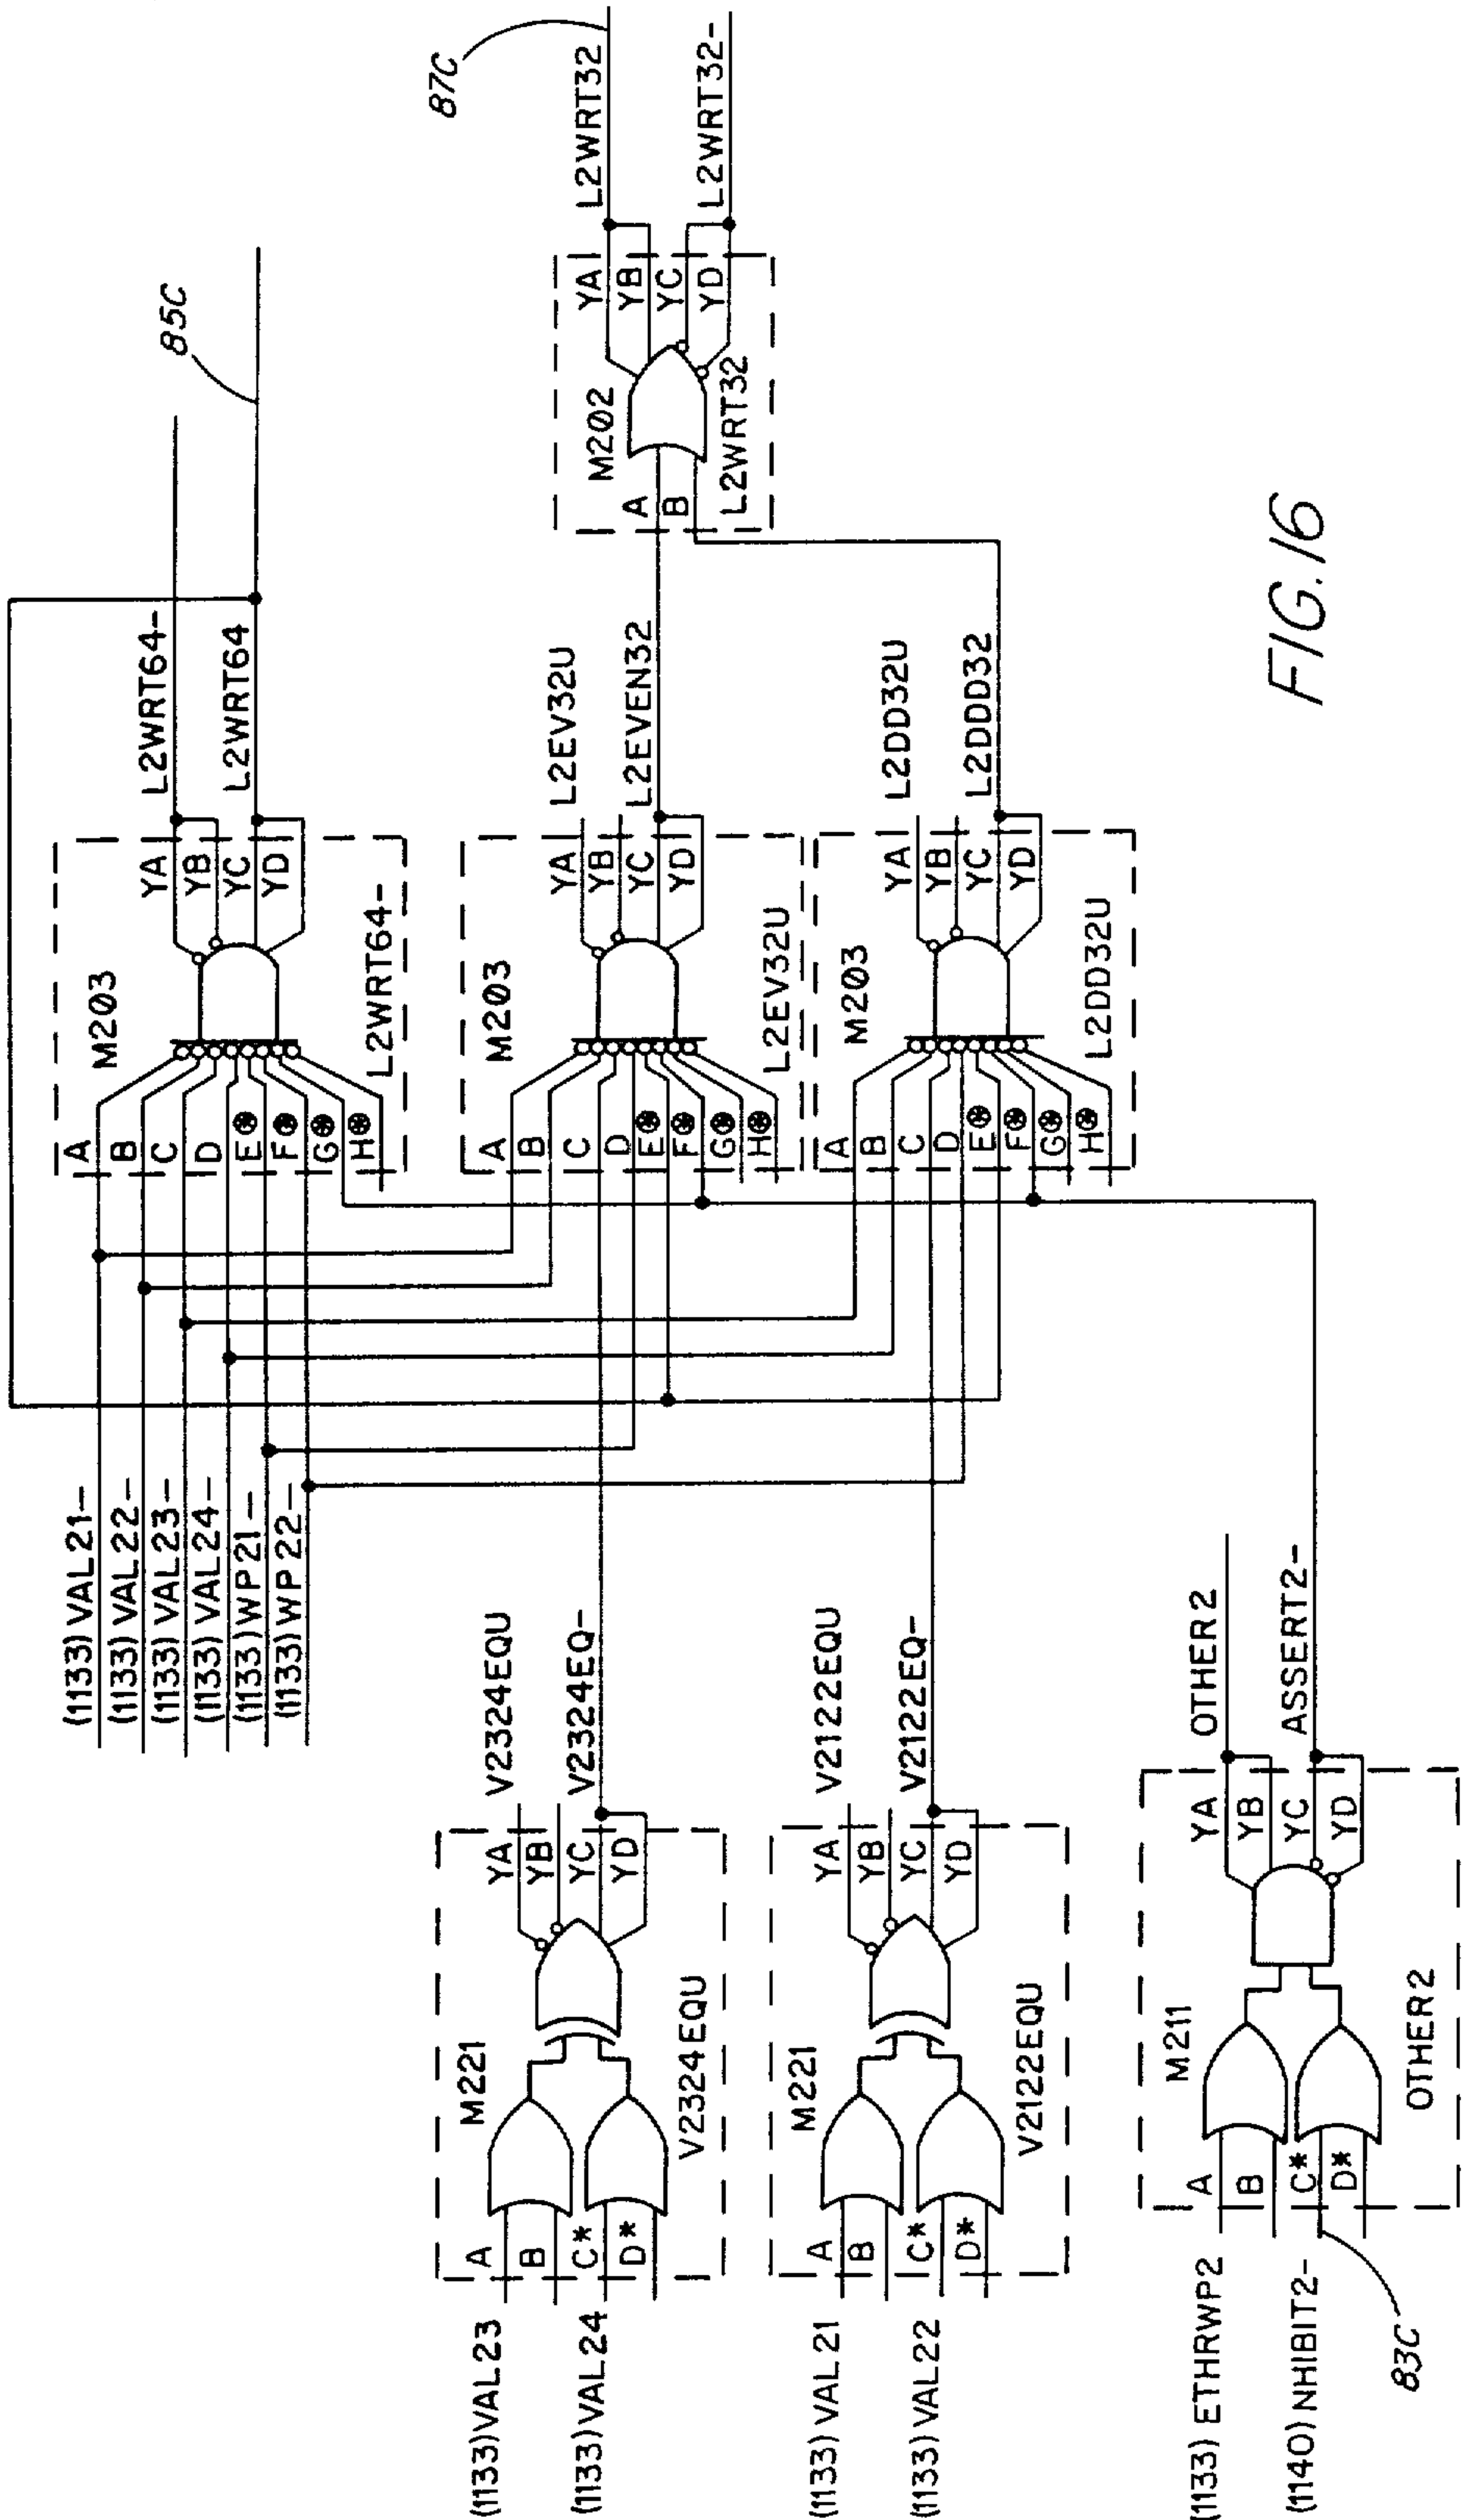 87C
L2WRT32
L2WRT32-
85C
M202
A
B
YA
YB
YC
YD
L2WRT32
L2WRT64-
L2WRT64
M203
A
B
C
D
E⊛
F⊛
G⊛
H⊛
YA
YB
YC
YD
L2WRT64-
L2EV32U
L2EVEN32
M203
A
B
C
D
E⊛
F⊛
G⊛
H⊛
YA
YB
YC
YD
L2EV32U
L2DD32U
L2DDD32
M203
A
B
C
D
E⊛
F⊛
G⊛
H⊛
YA
YB
YC
YD
L2DD32U
(1133) VAL21-
(1133) VAL22-
(1133) VAL23-
(1133) VAL24-
(1133) WP21-
(1133) WP22-
V2324EQU
V2324EQ-
M221
A
B
C*
D*
YA
YB
YC
YD
V2324EQU
(1133) VAL23
(1133) VAL24
V2122EQU
V2122EQ-
M221
A
B
C*
D*
YA
YB
YC
YD
V2122EQU
(1133) VAL21
(1133) VAL22
OTHER2
ASSERT2-
M211
A
B
C*
D*
YA
YB
YC
YD
OTHER2
(1133) ETHRWP2
(1140) NHIBIT2-
83C
FIG. 16